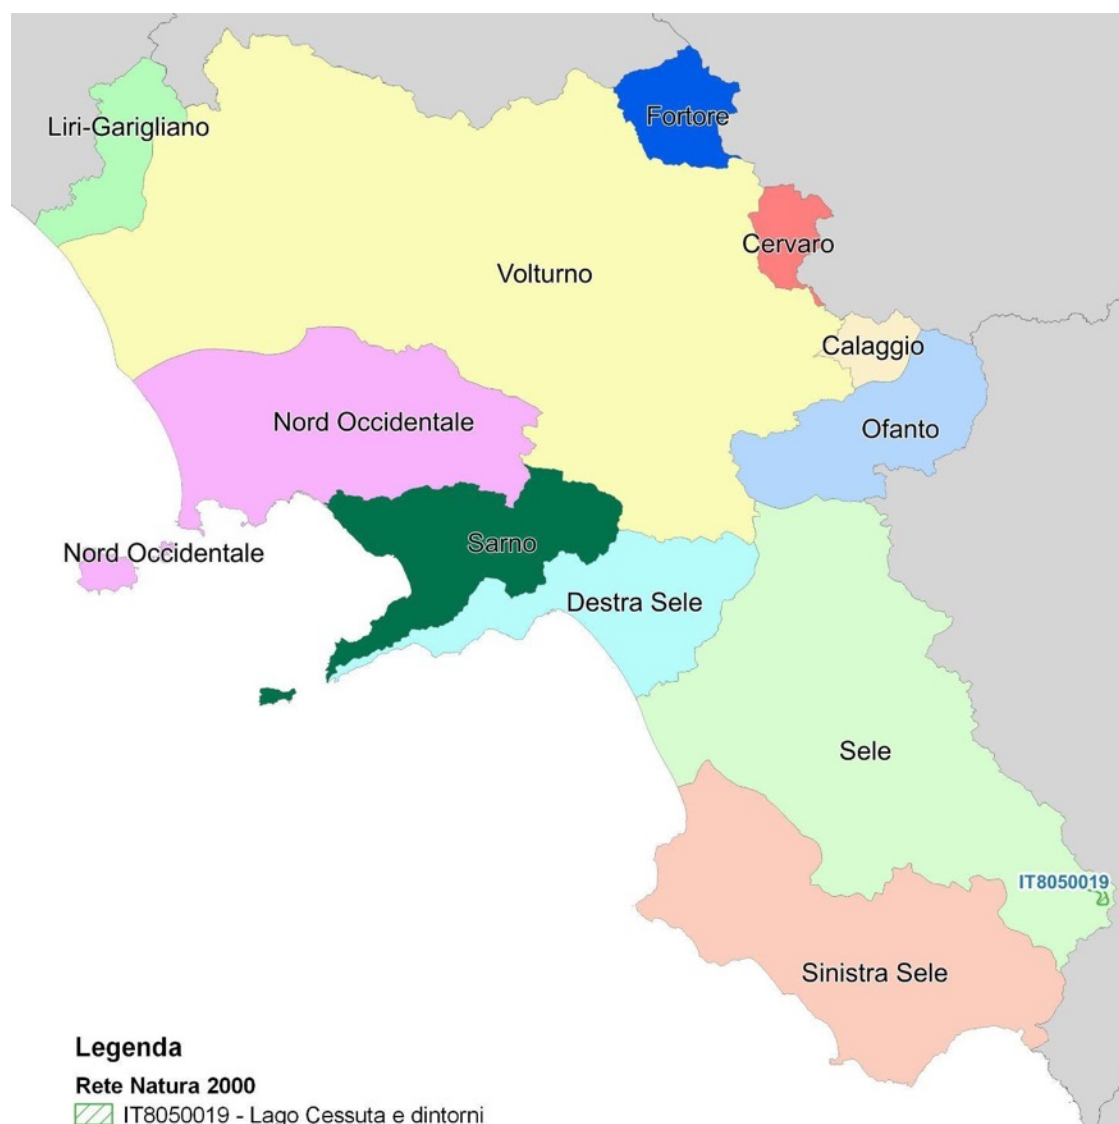 Fortore
Liri-Garigliano
Cervaro
Volturno
Calaggio
Nord Occidentale
Ofanto
Sarno
Nord Occidentale
Destra Sele
Sele
IT8050019
Sinistra Sele
Legenda
Rete Natura 2000
IT8050019 - Lago Cessuta e dintorni